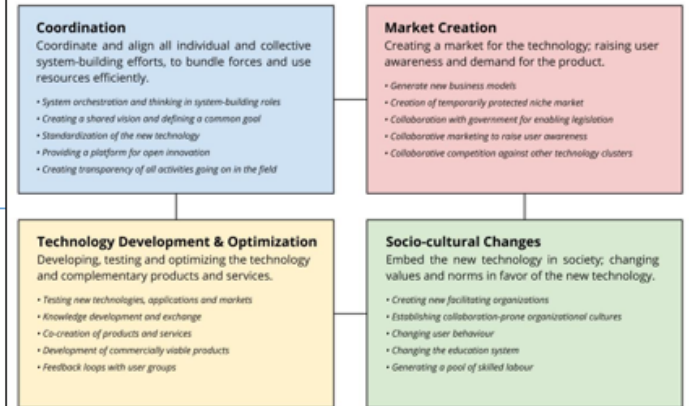 Coordination
Coordinate and align all individual and collective
system-building efforts, to bundle forces and use
resources efficiently.
• System orchestration and thinking in system-building roles
• Creating a shared vision and defining a common goal
• Standardization of the new technology
• Providing a platform for open innovation
• Creating transparency of all activities going on in the field
Market Creation
Creating a market for the technology; raising user
awareness and demand for the product.
• Generate new business models
• Creation of temporarily protected niche market
• Collaboration with government for enabling legislation
• Collaborative marketing to raise user awareness
• Collaborative competition against other technology clusters
Technology Development & Optimization
Developing, testing and optimizing the technology
and complementary products and services.
• Testing new technologies, applications and markets
• Knowledge development and exchange
• Co-creation of products and services
• Development of commercially viable products
• Feedback loops with user groups
Socio-cultural Changes
Embed the new technology in society; changing
values and norms in favor of the new technology.
• Creating new facilitating organizations
• Establishing collaboration-prone organizational cultures
• Changing user behaviour
• Changing the education system
• Generating a pool of skilled labour